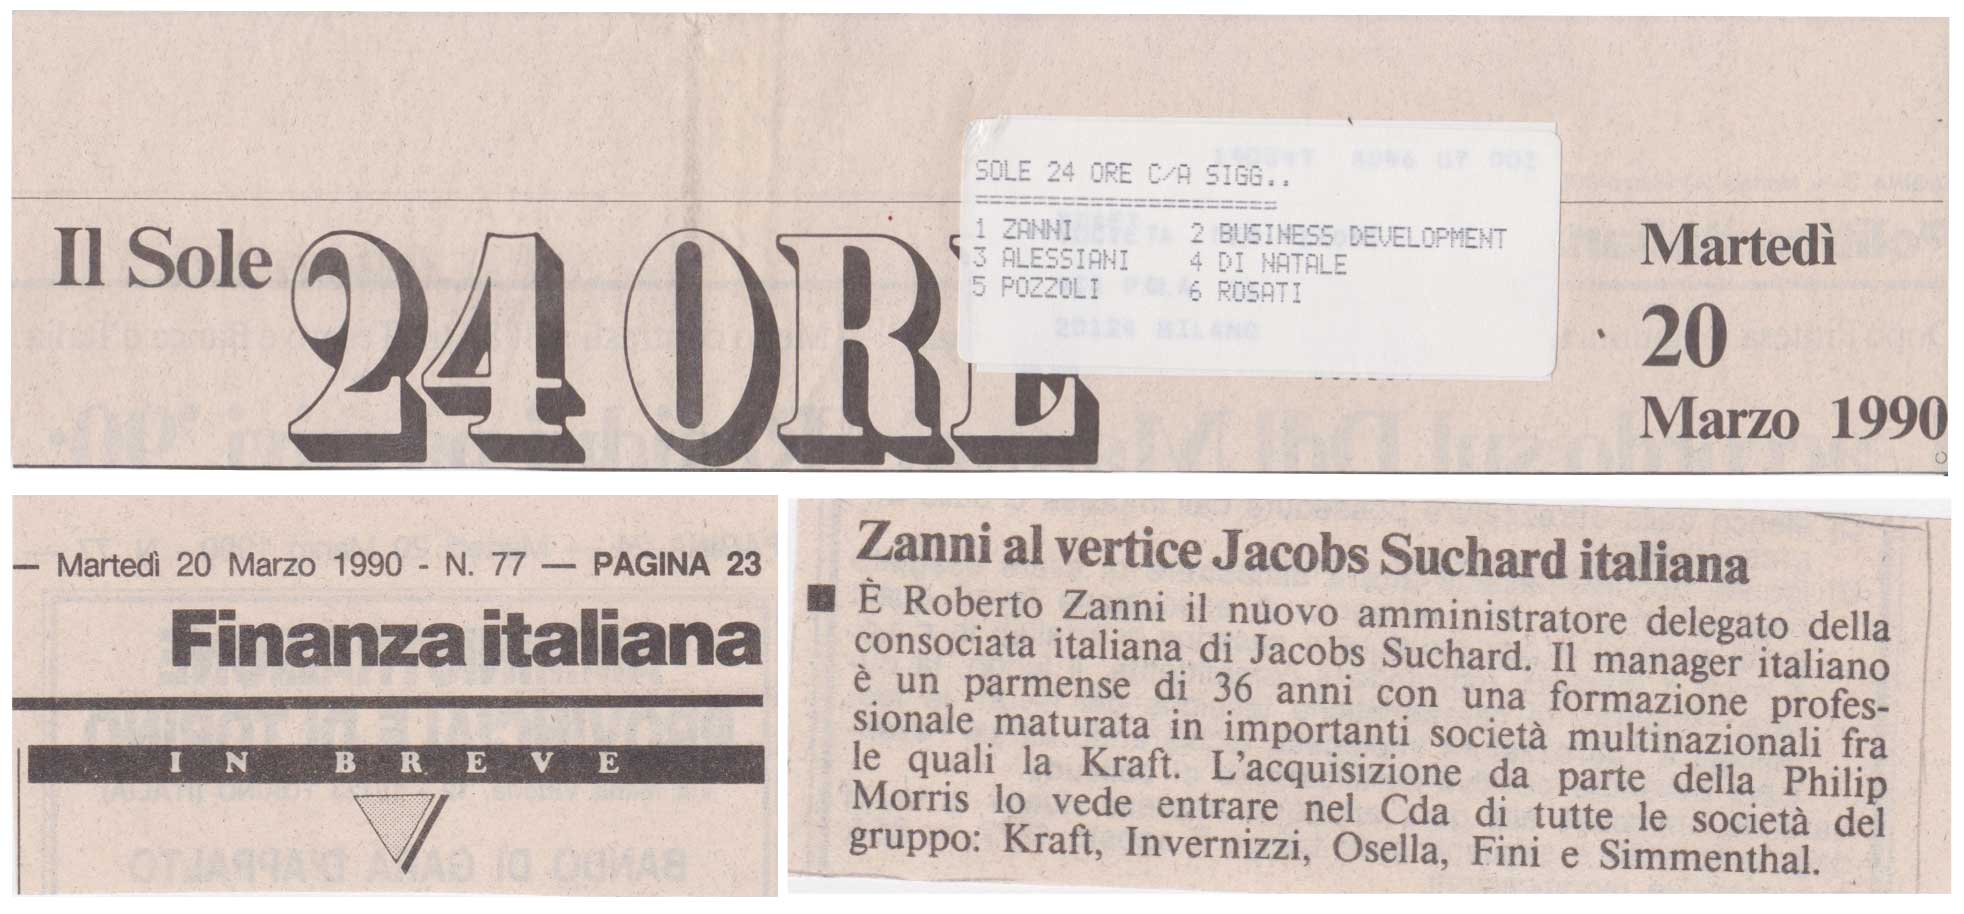 Il Sole
24 ORE
SOLE 24 ORE C/A SIGG..
======================
1 ZANNI 2 BUSINESS DEVELOPMENT
3 ALESSIANI 4 DI NATALE
5 POZZOLI 6 ROSATI
20124 MILANO
Martedì
20
Marzo 1990
— Martedì 20 Marzo 1990 - N. 77 — PAGINA 23
Finanza italiana
IN BREVE
Zanni al vertice Jacobs Suchard italiana
■ È Roberto Zanni il nuovo amministratore delegato della
consociata italiana di Jacobs Suchard. Il manager italiano
è un parmense di 36 anni con una formazione profes-
sionale maturata in importanti società multinazionali fra
le quali la Kraft. L'acquisizione da parte della Philip
Morris lo vede entrare nel Cda di tutte le società del
gruppo: Kraft, Invernizzi, Osella, Fini e Simmenthal.